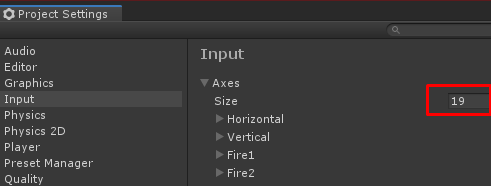 Project Settings
Audio
Editor
Graphics
Input
Physics
Physics 2D
Player
Preset Manager
Quality
Input
Axes
Size 19
Horizontal
Vertical
Fire1
Fire2